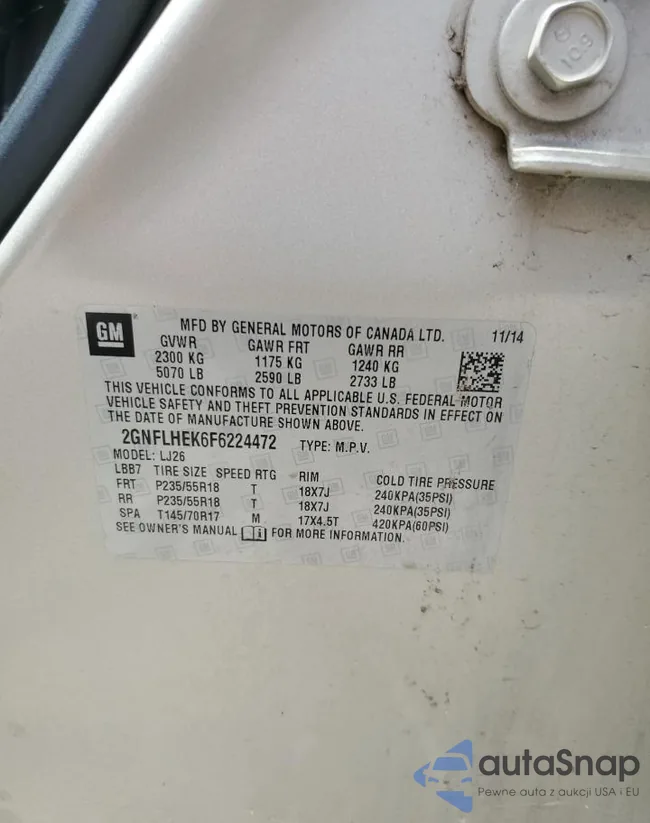 10.9
GM
MFD BY GENERAL MOTORS OF CANADA LTD. 11/14
GVWR GAWR FRT GAWR RR
2300 KG 1175 KG 1240 KG
5070 LB 2590 LB 2733 LB
THIS VEHICLE CONFORMS TO ALL APPLICABLE U.S. FEDERAL MOTOR
VEHICLE SAFETY AND THEFT PREVENTION STANDARDS IN EFFECT ON
THE DATE OF MANUFACTURE SHOWN ABOVE.
2GNFLHEK6F6224472 TYPE: M.P.V.
MODEL: LJ26
LBB7 TIRE SIZE SPEED RTG RIM COLD TIRE PRESSURE
FRT P235/55R18 T 18X7J 240KPA(35PSI)
RR P235/55R18 T 18X7J 240KPA(35PSI)
SPA T145/70R17 M 17X4.5T 420KPA(60PSI)
SEE OWNER'S MANUAL i FOR MORE INFORMATION.
autaSnap
Pewne auta z aukcji USA i EU